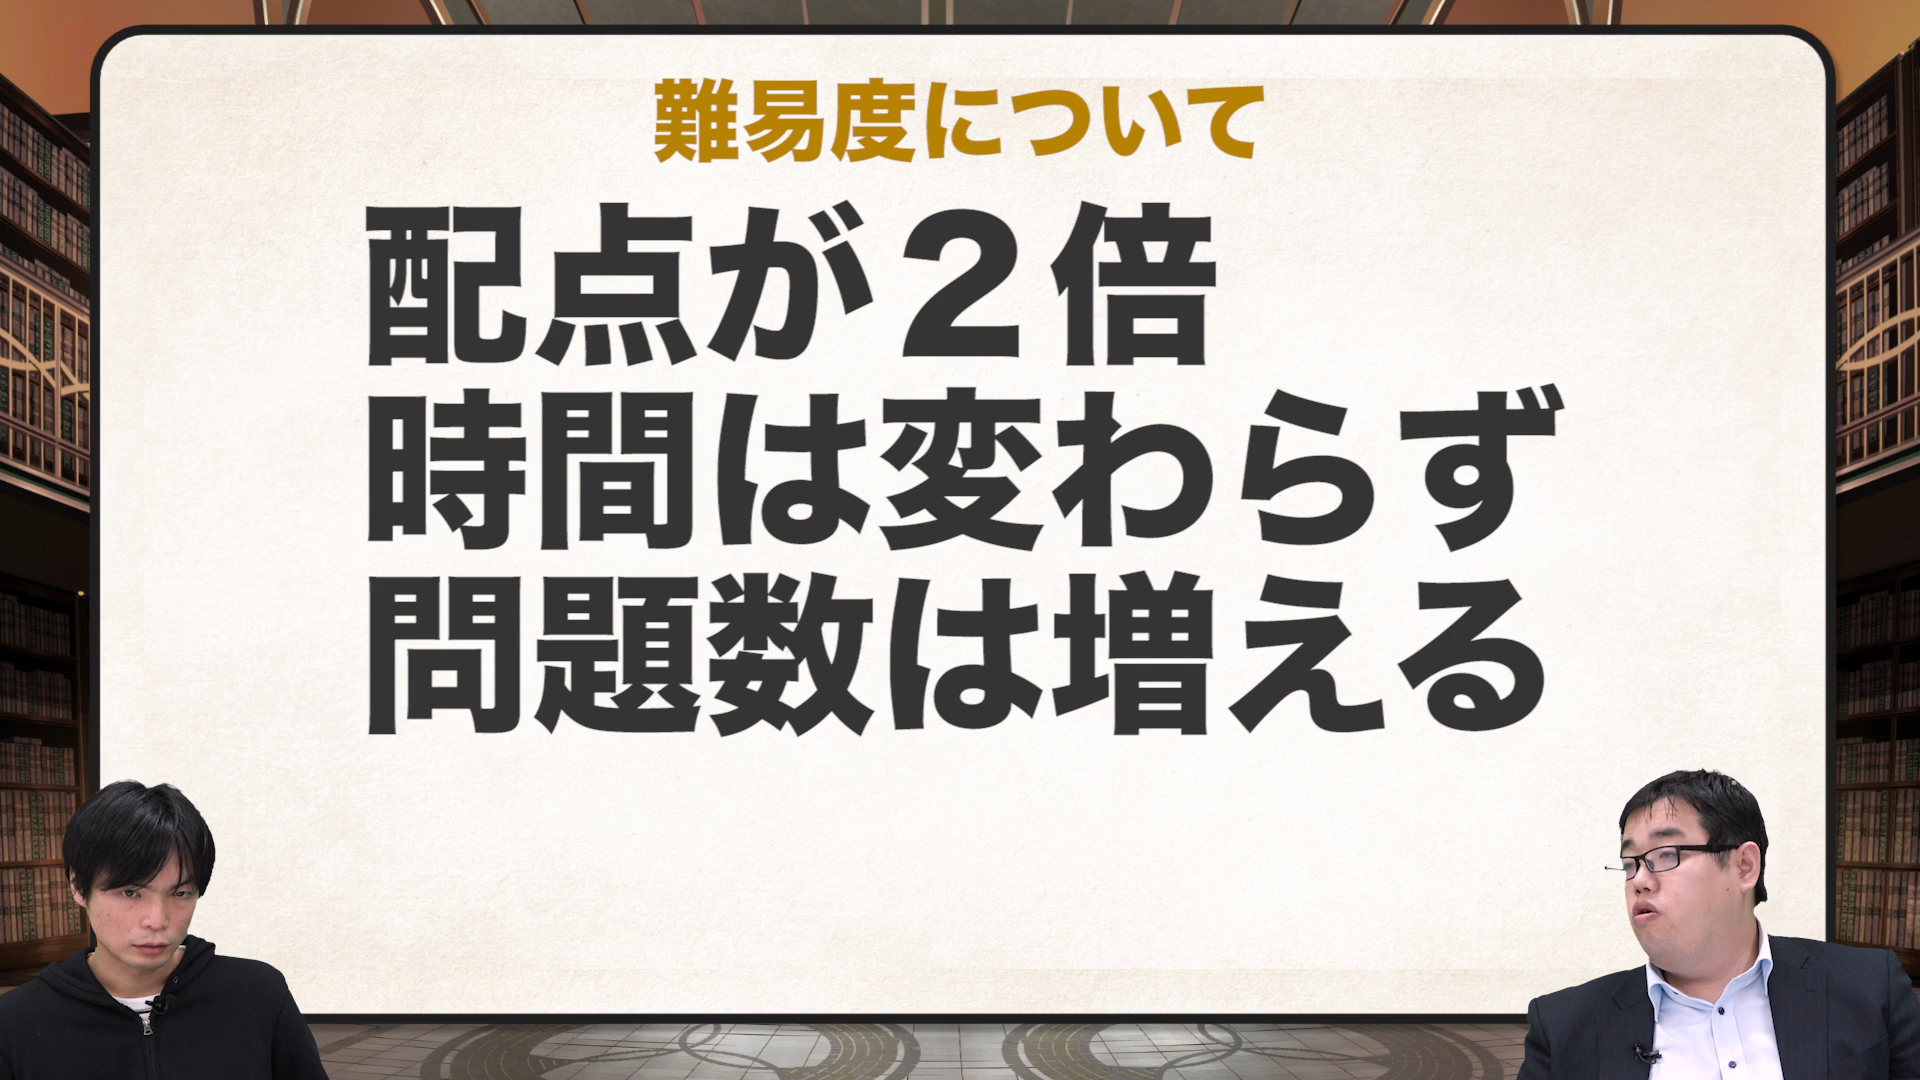 難易度について
配点が２倍
時間は変わらず
問題数は増える